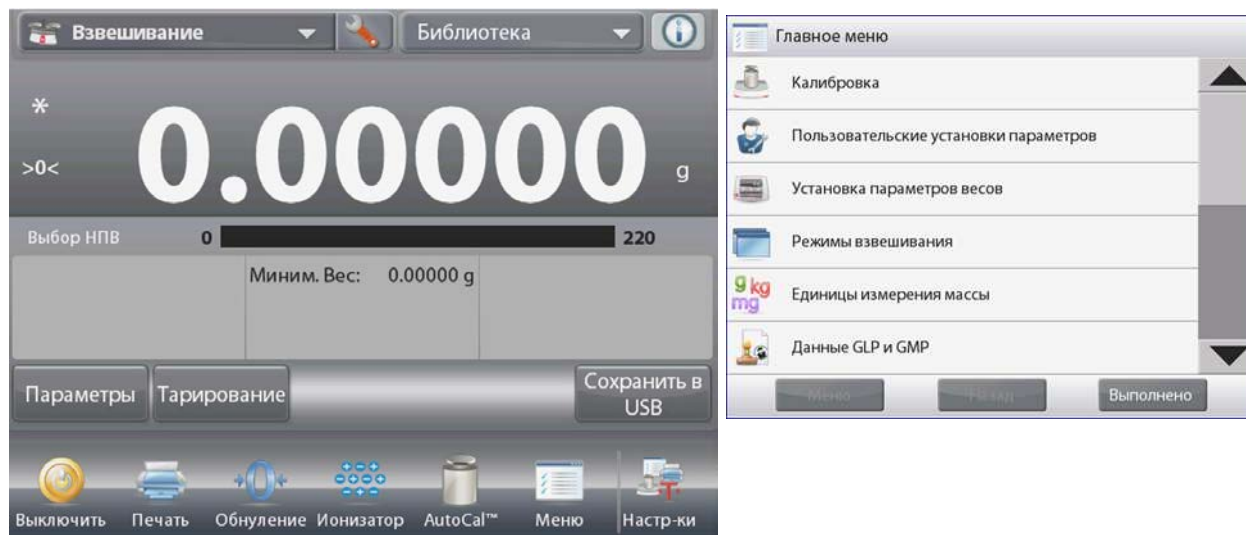 Взвешивание
Библиотека
*
>0<
0.00000 g
Выбор НПВ 0 220
Миним. Вес: 0.00000 g
Параметры
Тарирование
Сохранить в
USB
Выключить
Печать
Обнуление
Ионизатор
AutoCal™
Меню
Настр-ки
Главное меню
Калибровка
Пользовательские установки параметров
Установка параметров весов
Режимы взвешивания
g kg
mg
Единицы измерения массы
Данные GLP и GMP
Меню
Назад
Выполнено